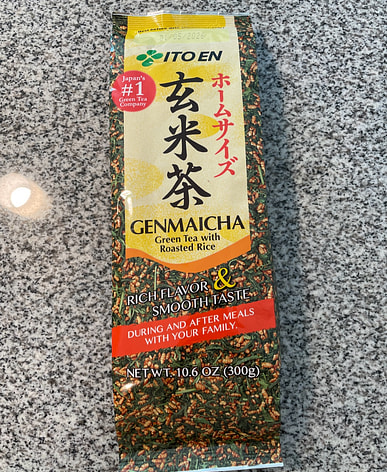 ITO EN
Japan's
#1
Green Tea
Company
ホームサイズ
玄米茶
GENMAICHA
Green Tea with
Roasted Rice
RICH FLAVOR &
SMOOTH TASTE
DURING AND AFTER MEALS
WITH YOUR FAMILY.
NET WT. 10.6 OZ (300g)